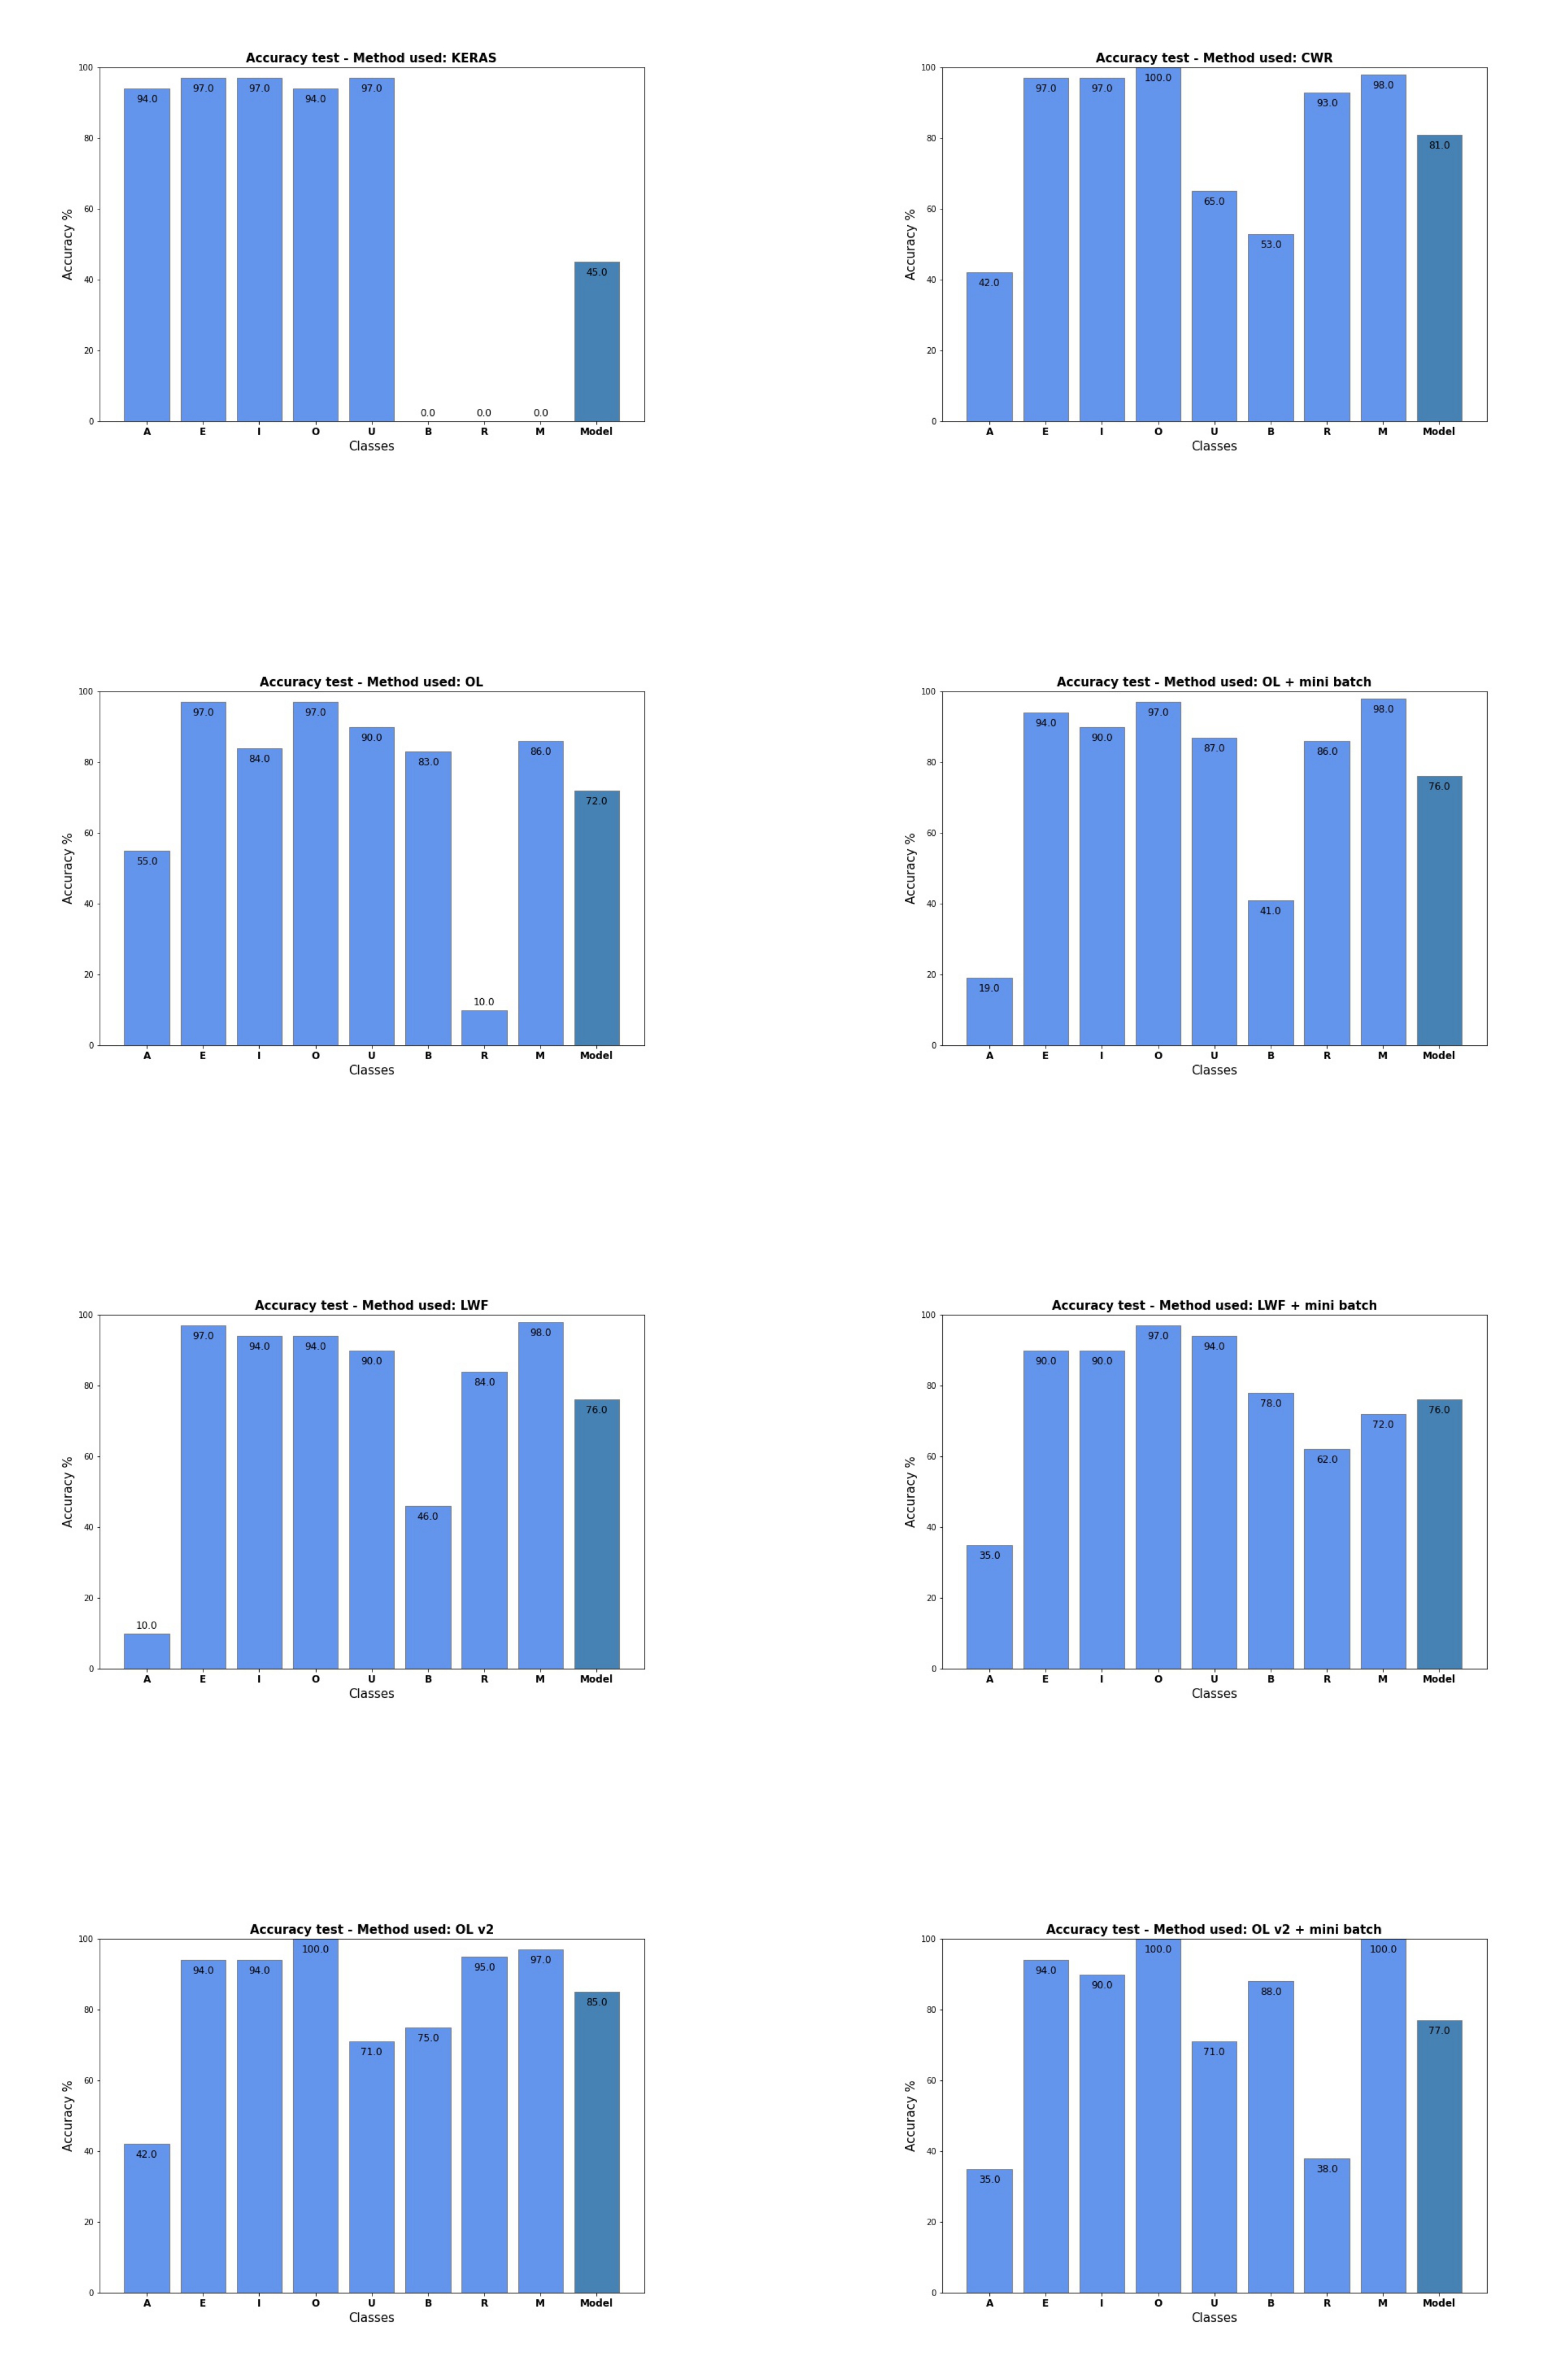 Accuracy test - Method used: KERAS
100
80
60
40
20
0
Accuracy %
94.0 97.0 97.0 94.0 97.0 0.0 0.0 0.0 45.0
A E I O U B R M Model
Classes
Accuracy test - Method used: CWR
100
80
60
40
20
0
Accuracy %
42.0 97.0 97.0 100.0 65.0 53.0 93.0 98.0 81.0
A E I O U B R M Model
Classes
Accuracy test - Method used: OL
100
80
60
40
20
0
Accuracy %
55.0 97.0 84.0 97.0 90.0 83.0 10.0 86.0 72.0
A E I O U B R M Model
Classes
Accuracy test - Method used: OL + mini batch
100
80
60
40
20
0
Accuracy %
19.0 94.0 90.0 97.0 87.0 41.0 86.0 98.0 76.0
A E I O U B R M Model
Classes
Accuracy test - Method used: LWF
100
80
60
40
20
0
Accuracy %
10.0 97.0 94.0 94.0 90.0 46.0 84.0 98.0 76.0
A E I O U B R M Model
Classes
Accuracy test - Method used: LWF + mini batch
100
80
60
40
20
0
Accuracy %
35.0 90.0 90.0 97.0 94.0 78.0 62.0 72.0 76.0
A E I O U B R M Model
Classes
Accuracy test - Method used: OL v2
100
80
60
40
20
0
Accuracy %
42.0 94.0 94.0 100.0 71.0 75.0 95.0 97.0 85.0
A E I O U B R M Model
Classes
Accuracy test - Method used: OL v2 + mini batch
100
80
60
40
20
0
Accuracy %
35.0 94.0 90.0 100.0 71.0 88.0 38.0 100.0 77.0
A E I O U B R M Model
Classes